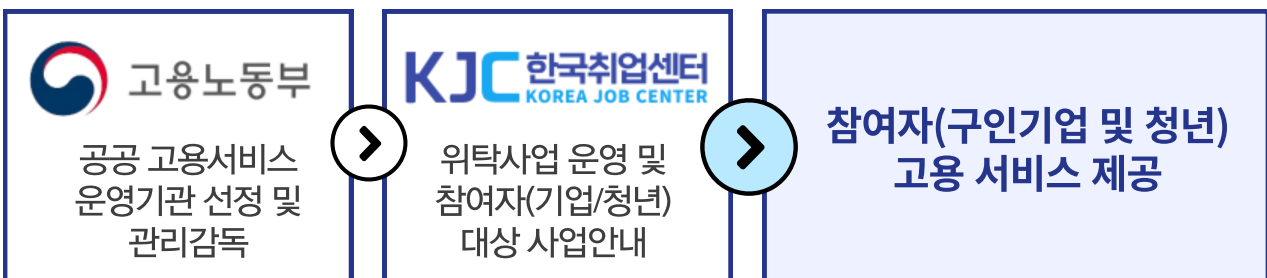 고용노동부
공공 고용서비스
운영기관 선정 및
관리감독
KJC 한국취업센터
KOREA JOB CENTER
위탁사업 운영 및
참여자(기업/청년)
대상 사업안내
참여자(구인기업 및 청년)
고용 서비스 제공